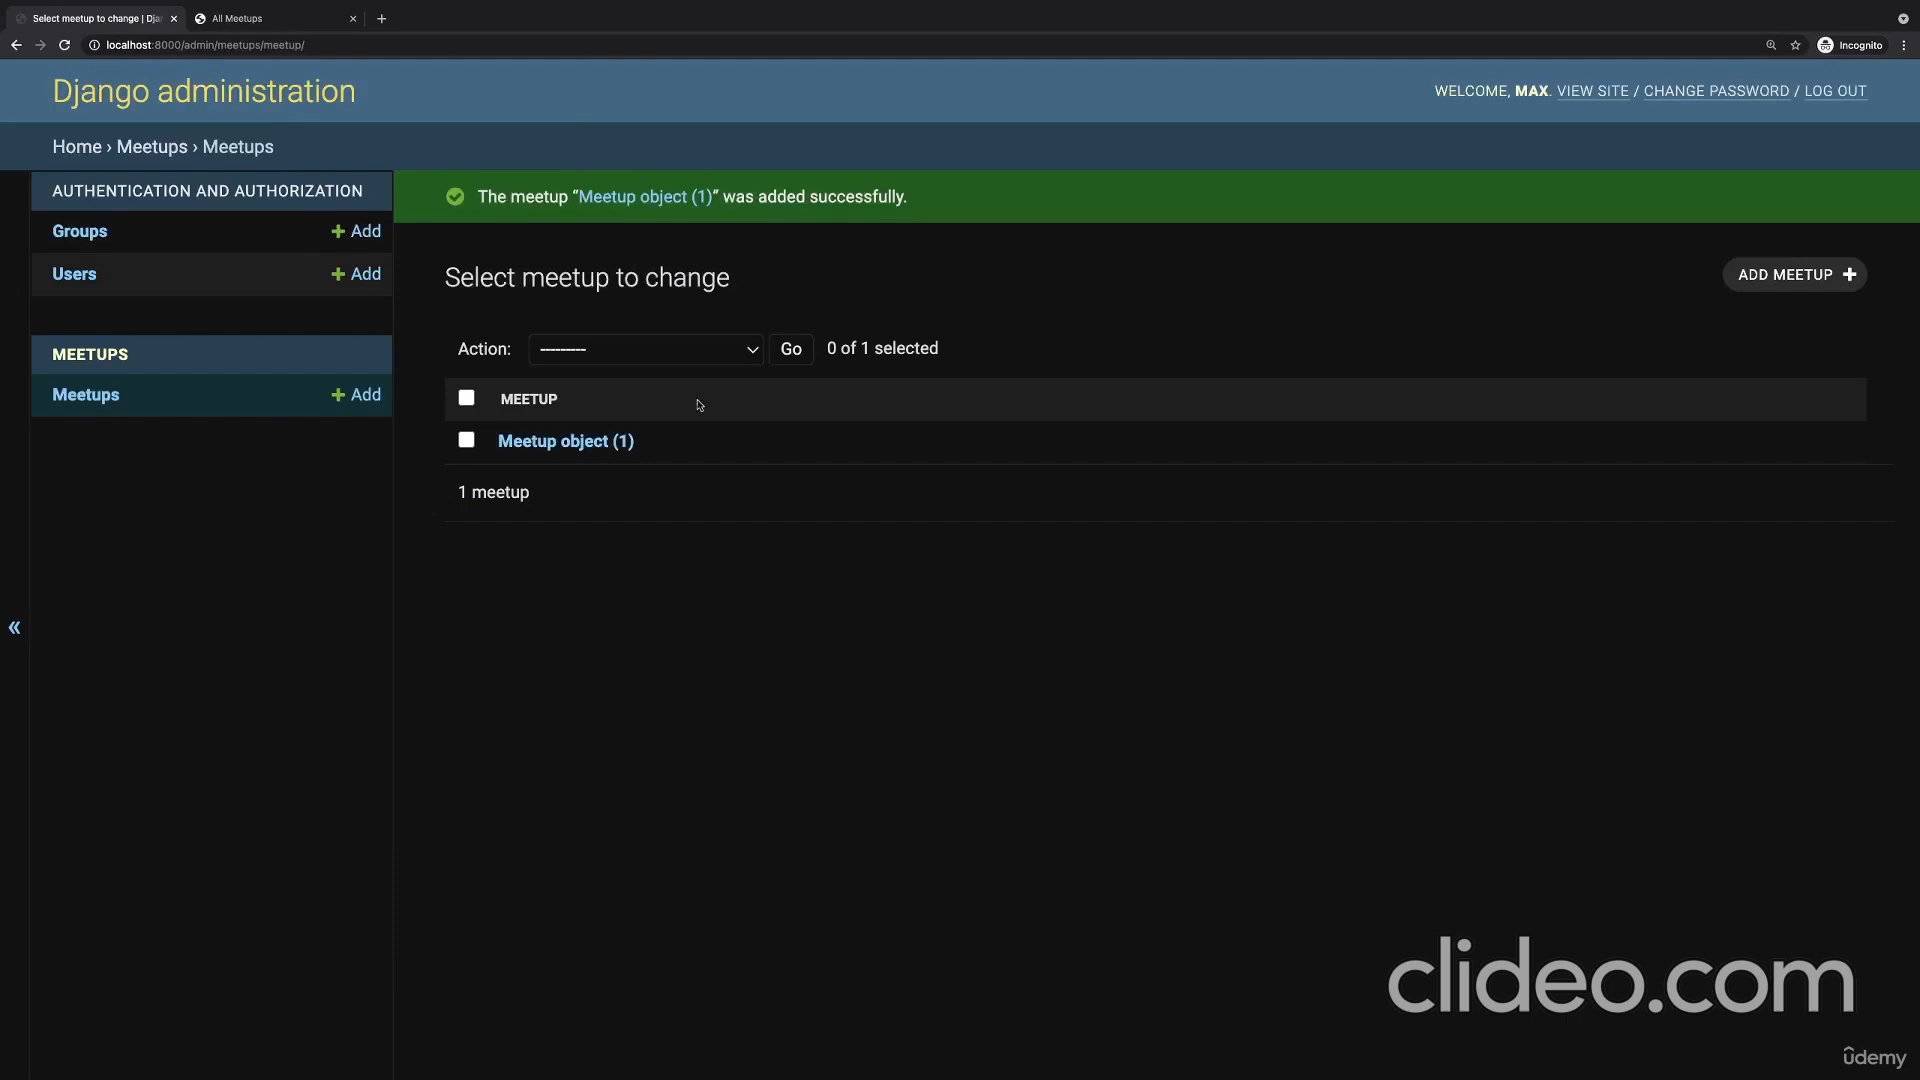 Select meetup to change | Dja
All Meetups
localhost:8000/admin/meetups/meetup/
Incognito
Django administration
WELCOME, MAX. VIEW SITE / CHANGE PASSWORD / LOG OUT
Home › Meetups › Meetups
AUTHENTICATION AND AUTHORIZATION
Groups + Add
Users + Add
MEETUPS
Meetups + Add
«
The meetup “Meetup object (1)” was added successfully.
Select meetup to change
ADD MEETUP +
Action: --------- Go 0 of 1 selected
MEETUP
Meetup object (1)
1 meetup
clideo.com
ûdemy